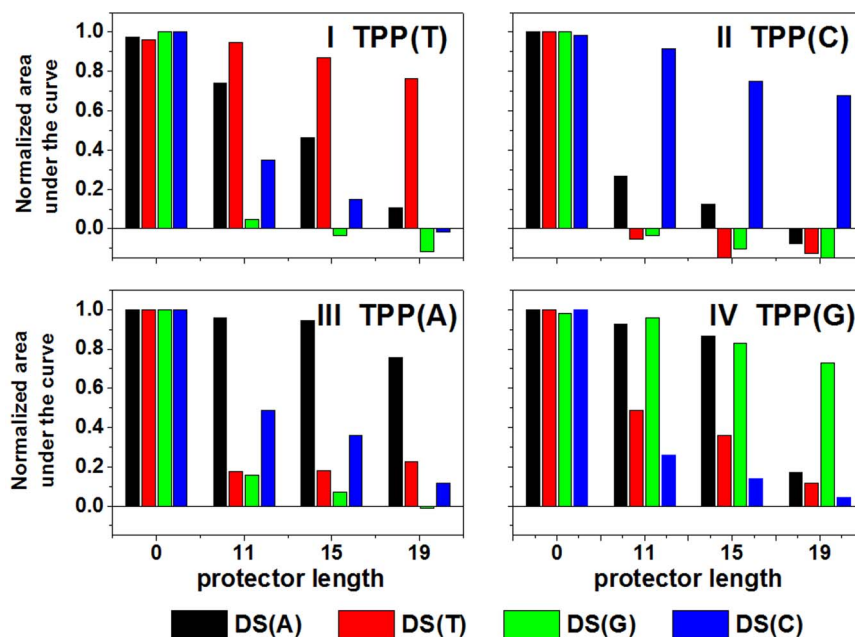 I TPP(T)
II TPP(C)
1.0
0.8
0.6
0.4
0.2
0.0
Normalized area
under the curve
III TPP(A)
IV TPP(G)
1.0
0.8
0.6
0.4
0.2
0.0
Normalized area
under the curve
0 11 15 19
0 11 15 19
protector length
protector length
DS(A) DS(T) DS(G) DS(C)